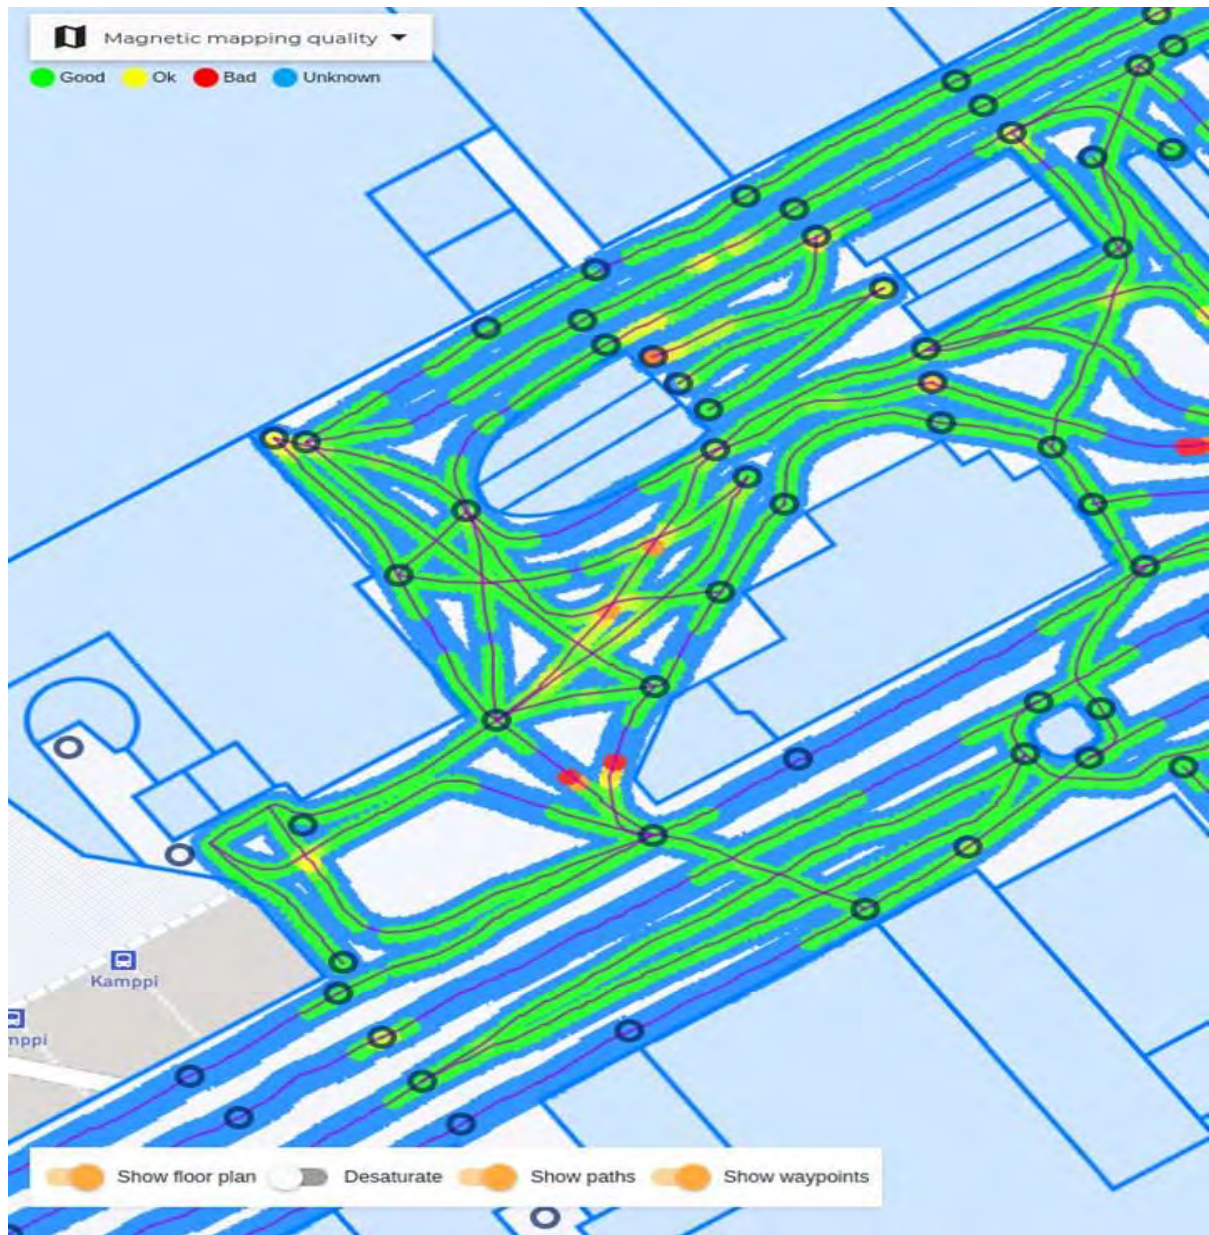 Magnetic mapping quality
Good Ok Bad Unknown
Kamppi
mppi
Show floor plan Desaturate Show paths Show waypoints